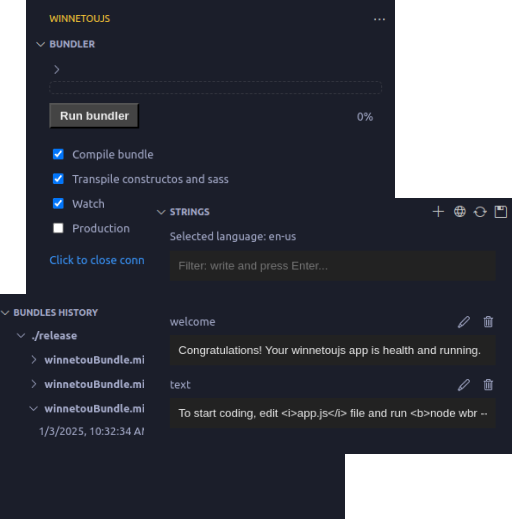 WINNETOUJS
BUNDLER
Run bundler
0%
Compile bundle
Transpile constructos and sass
Watch
Production
Click to close conn
STRINGS
Selected language: en-us
Filter: write and press Enter...
welcome
Congratulations! Your winnetoujs app is health and running.
text
To start coding, edit <i>app.js</i> file and run <b>node wbr --
BUNDLES HISTORY
./release
winnetouBundle.mi
winnetouBundle.mi
winnetouBundle.mi
1/3/2025, 10:32:34 AM